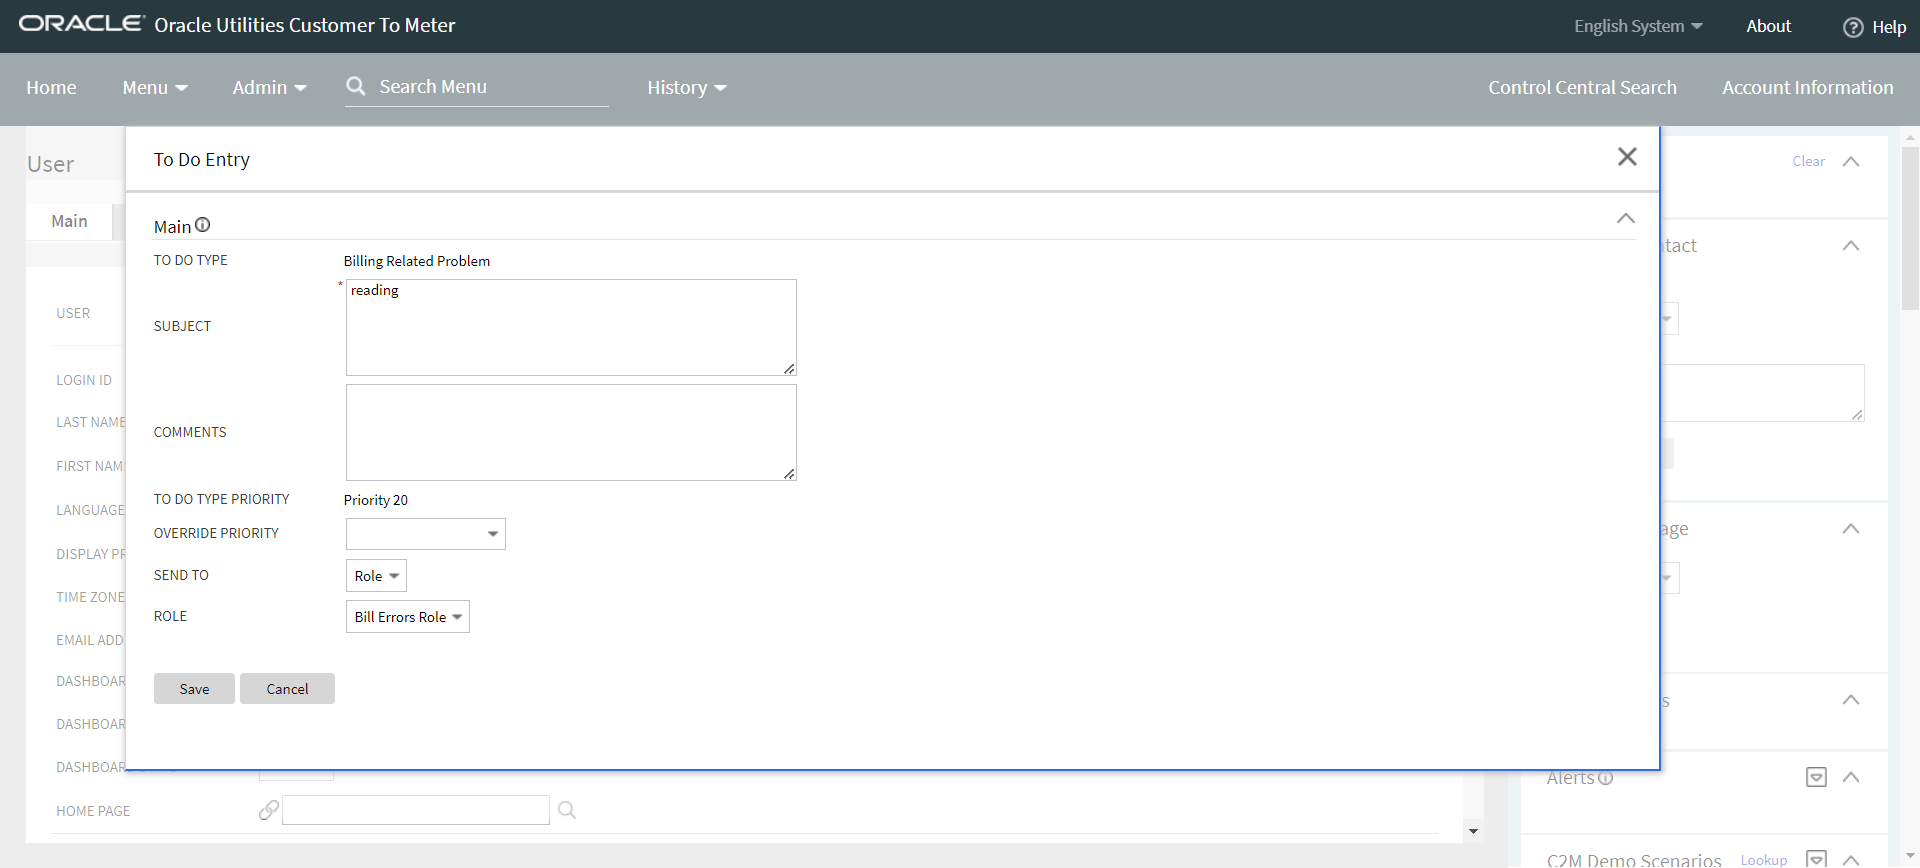 ORACLE Oracle Utilities Customer To Meter English System About Help
Home Menu Admin Search Menu History Control Central Search Account Information
User
To Do Entry
Clear
Main
Main
TO DO TYPE Billing Related Problem
* reading
SUBJECT
COMMENTS
TO DO TYPE PRIORITY Priority 20
OVERRIDE PRIORITY
SEND TO Role
ROLE Bill Errors Role
Save Cancel
USER
LOGIN ID
LAST NAME
FIRST NAM
LANGUAGE
DISPLAY PR
TIME ZONE
EMAIL ADD
DASHBOAR
DASHBOAR
DASHBOAR
HOME PAGE
ntact
age
s
Alerts
C2M Demo Scenarios Lookup